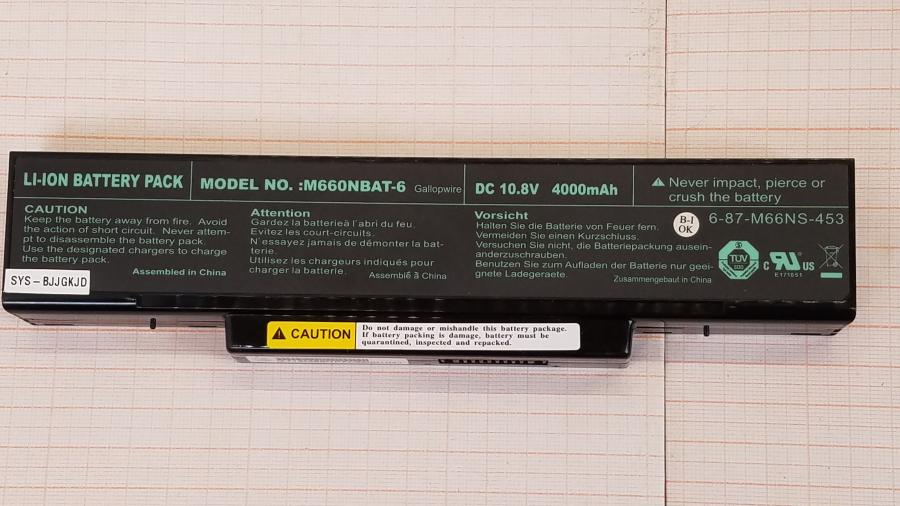 LI-ION BATTERY PACK
MODEL NO. :M660NBAT-6 Gallopwire
DC 10.8V 4000mAh
Never impact, pierce or
crush the battery
CAUTION
Keep the battery away from fire. Avoid
the action of short circuit. Never attem-
pt to disassemble the battery pack.
Use the designated chargers to charge
the battery pack.
Assembled in China
SYS-BJJGKJD
Attention
Gardez la batterieà l'abri du feu.
Evitez les court-circuits.
N'essayez jamais de démonter la bat-
terie.
Utilisez les chargeurs indiqués pour
charger la batterie.
Assemblé à China
Vorsicht
Halten Sie die Batterie von Feuer fern.
Vermeiden Sie einen Kurzschluss.
Versuchen Sie nicht, die Batteriepackung ausein-
anderzuschrauben.
Benutzen Sie zum Aufladen der Batterie nur geei-
gnete Ladegeraete.
Zusammengebaut in China
B-I
OK
6-87-M66NS-453
TÜV
c RU US
E171051
CAUTION
Do not damage or mishandle this battery package.
If battery packing is damage, battery must be
quarantined, inspected and repacked.